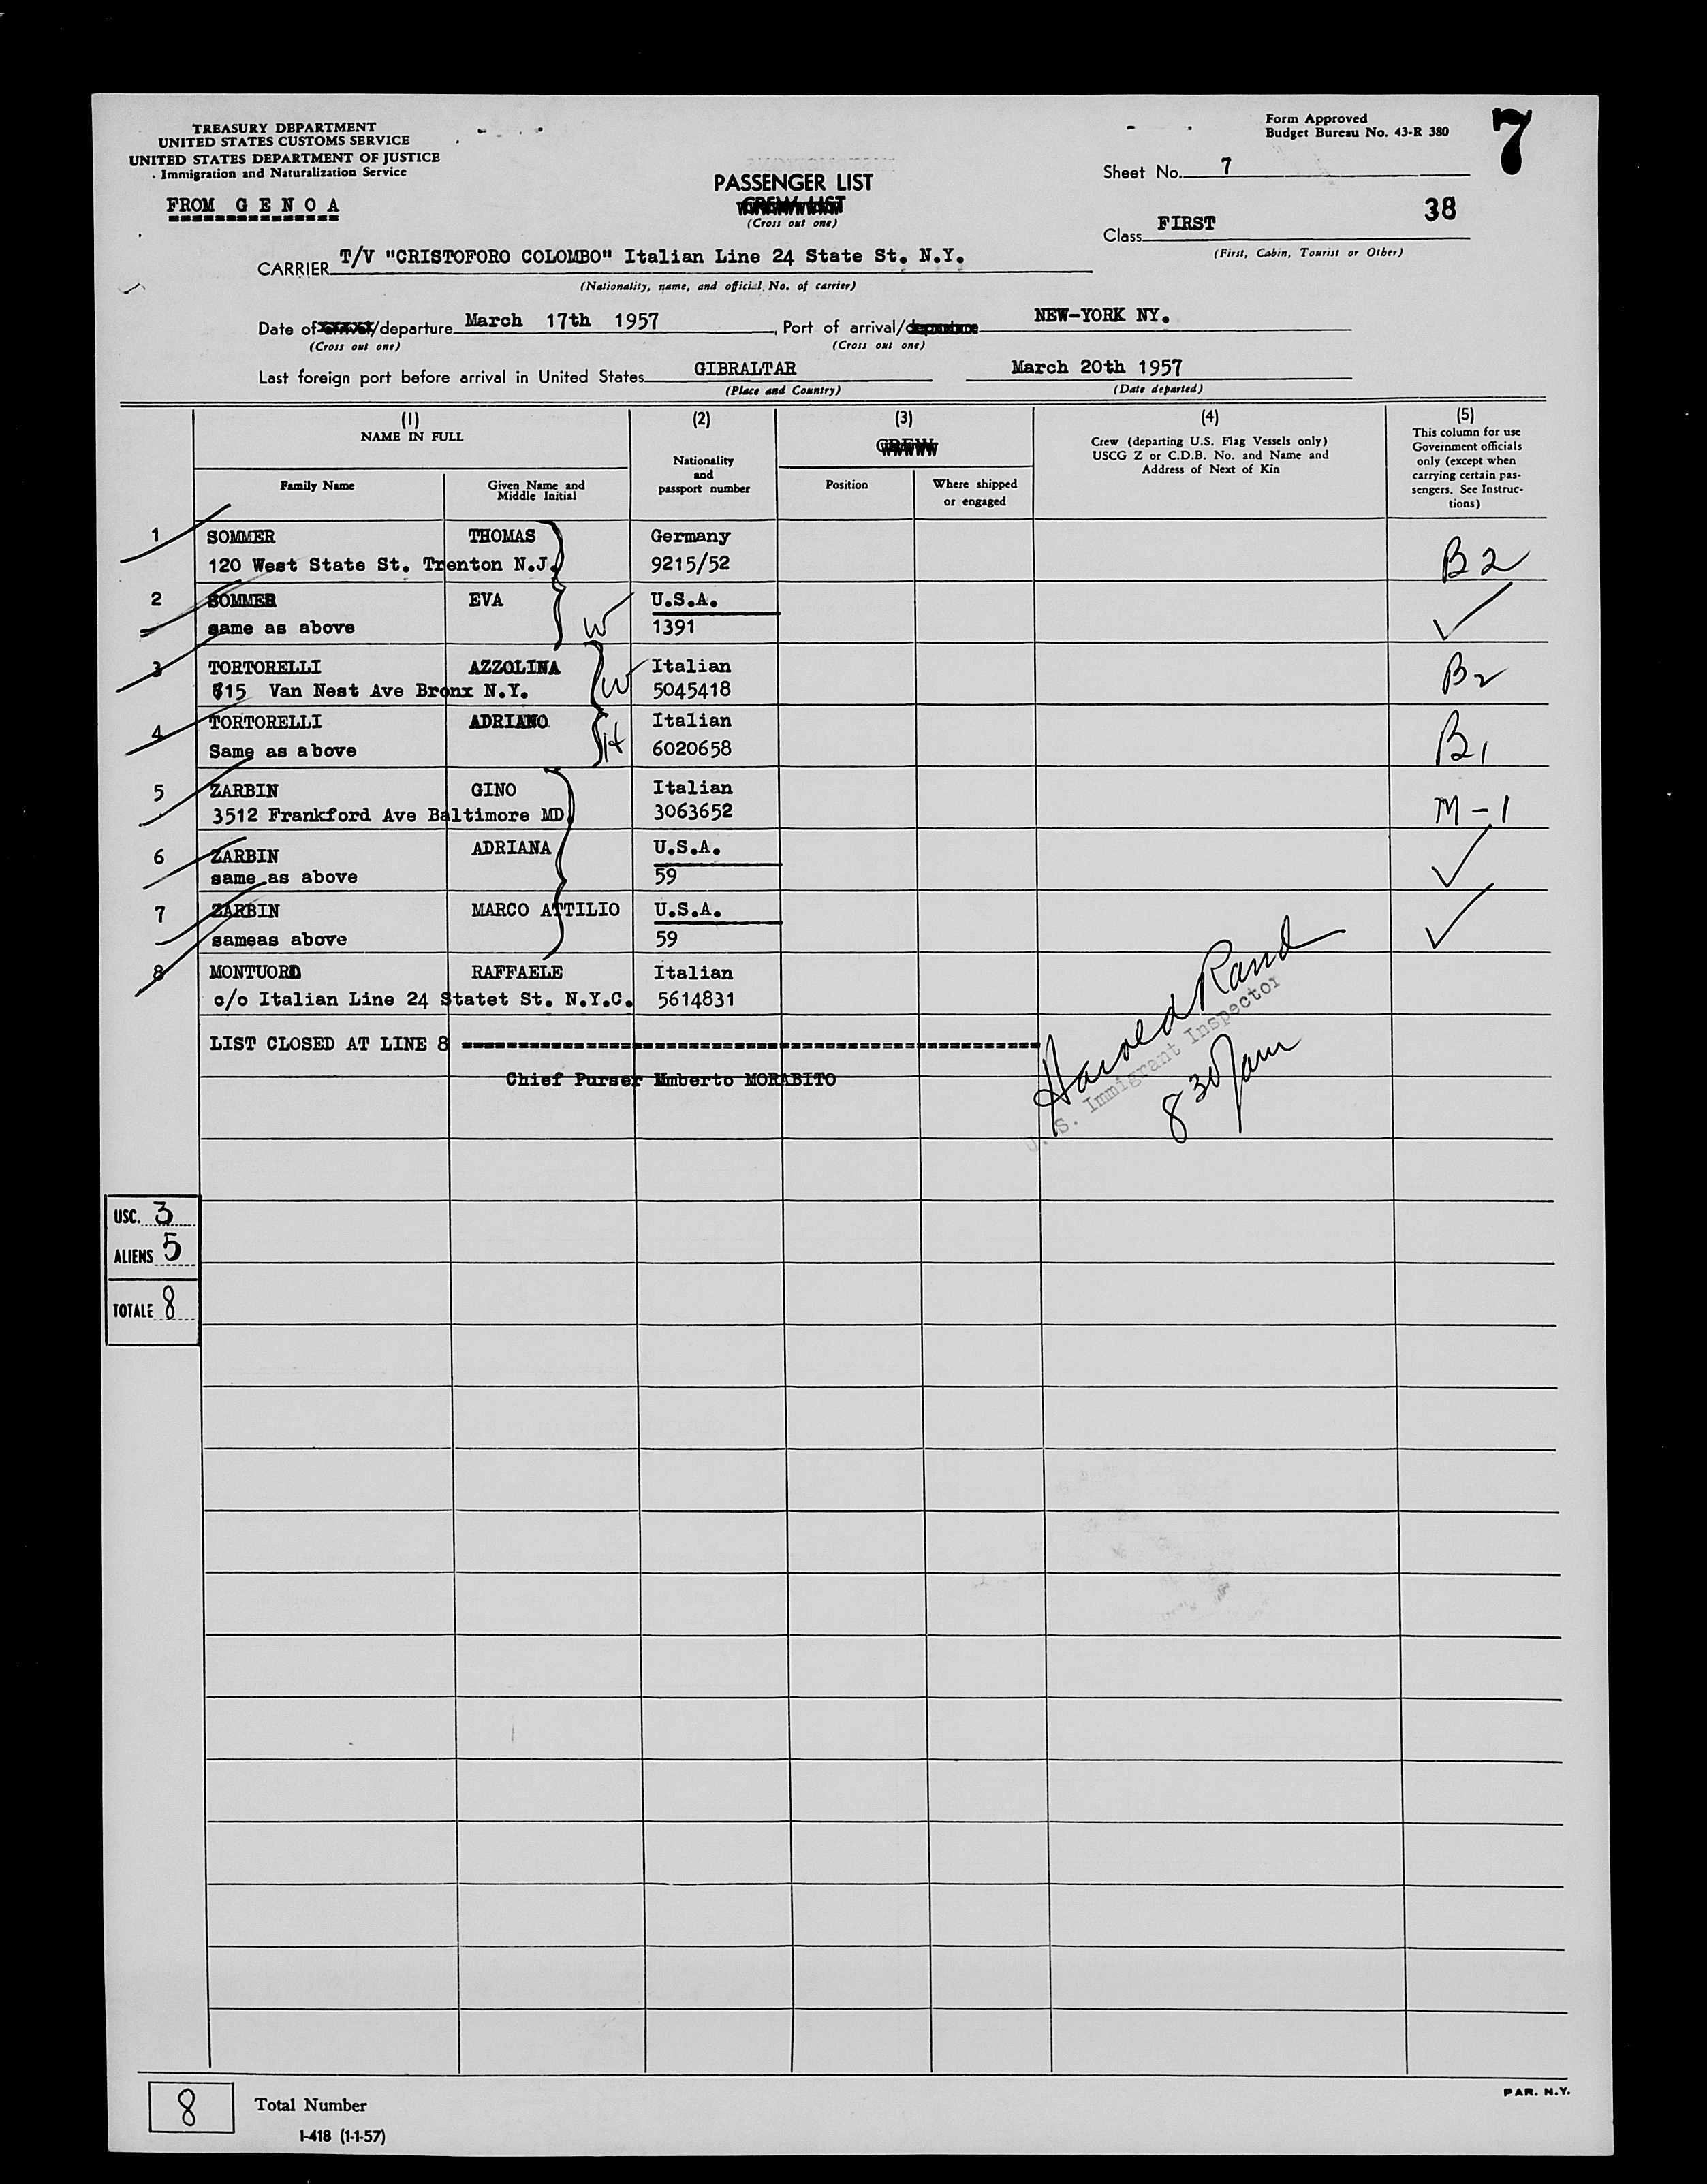 TREASURY DEPARTMENT
UNITED STATES CUSTOMS SERVICE
UNITED STATES DEPARTMENT OF JUSTICE
Immigration and Naturalization Service
FROM G E N O A
Form Approved
Budget Bureau No. 43-R 380
7
PASSENGER LIST
CREW LIST
(Cross out one)
Sheet No. 7
38
Class FIRST
(First, Cabin, Tourist or Other)
CARRIER T/V "CRISTOFORO COLOMBO" Italian Line 24 State St. N.Y.
(Nationality, name, and official No. of carrier)
Date of arrival/departure March 17th 1957, Port of arrival/departure NEW-YORK NY.
(Cross out one) (Cross out one)
Last foreign port before arrival in United States GIBRALTAR March 20th 1957
(Place and Country) (Date departed)
(1) (2) (3) (4) (5)
NAME IN FULL
Family Name
Given Name and
Middle Initial
Nationality
and
passport number
CREW
Position
Where shipped
or engaged
Crew (departing U.S. Flag Vessels only)
USCG Z or C.D.B. No. and Name and
Address of Next of Kin
This column for use
Government officials
only (except when
carrying certain pas-
sengers. See Instruc-
tions)
1 SOMMER THOMAS Germany
120 West State St. Trenton N.J. 9215/52 B2
2 SOMMER EVA U.S.A.
same as above W 1391
3 TORTORELLI AZZOLINA Italian
815 Van Nest Ave Bronx N.Y. W 5045418 B2
4 TORTORELLI ADRIANO Italian
Same as above H 6020658 B1
5 ZARBIN GINO Italian
3512 Frankford Ave Baltimore MD 3063652 M-1
6 ZARBIN ADRIANA U.S.A.
same as above 59
7 ZARBIN MARCO ATTILIO U.S.A.
sameas above 59
8 MONTUORD RAFFAELE Italian
c/o Italian Line 24 Statet St. N.Y.C. 5614831
LIST CLOSED AT LINE 8
Chief Purser Umberto MORABITO
Harold Rand
U. S. Immigrant Inspector
8 30
USC. 3
ALIENS 5
TOTALE 8
8 Total Number
I-418 (1-1-57)
PAR. N.Y.